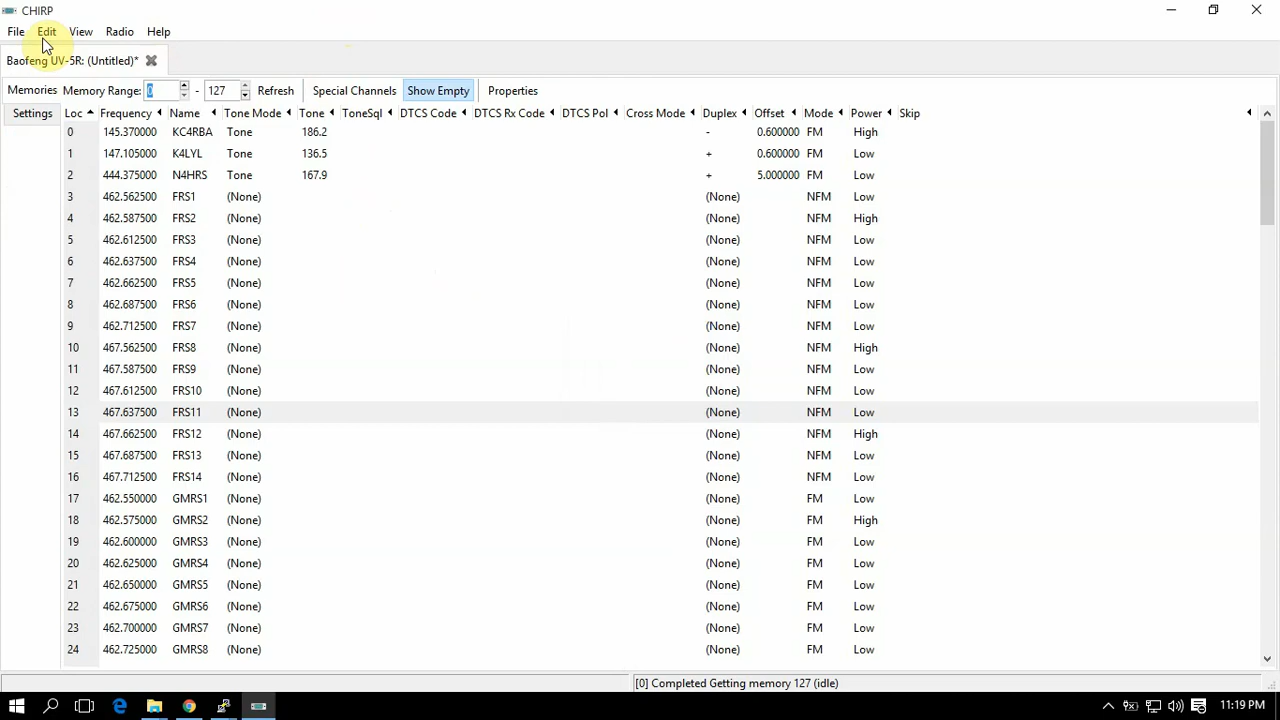 CHIRP
File Edit View Radio Help
Baofeng UV-5R: (Untitled)*
Memories Memory Range: 0 - 127 Refresh Special Channels Show Empty Properties
Settings Loc Frequency Name Tone Mode Tone ToneSql DTCS Code DTCS Rx Code DTCS Pol Cross Mode Duplex Offset Mode Power Skip
0 145.370000 KC4RBA Tone 186.2 - 0.600000 FM High
1 147.105000 K4LYL Tone 136.5 + 0.600000 FM Low
2 444.375000 N4HRS Tone 167.9 + 5.000000 FM Low
3 462.562500 FRS1 (None) (None) NFM Low
4 462.587500 FRS2 (None) (None) NFM High
5 462.612500 FRS3 (None) (None) NFM Low
6 462.637500 FRS4 (None) (None) NFM Low
7 462.662500 FRS5 (None) (None) NFM Low
8 462.687500 FRS6 (None) (None) NFM Low
9 462.712500 FRS7 (None) (None) NFM Low
10 467.562500 FRS8 (None) (None) NFM High
11 467.587500 FRS9 (None) (None) NFM Low
12 467.612500 FRS10 (None) (None) NFM Low
13 467.637500 FRS11 (None) (None) NFM Low
14 467.662500 FRS12 (None) (None) NFM High
15 467.687500 FRS13 (None) (None) NFM Low
16 467.712500 FRS14 (None) (None) NFM Low
17 462.550000 GMRS1 (None) (None) FM Low
18 462.575000 GMRS2 (None) (None) FM High
19 462.600000 GMRS3 (None) (None) FM Low
20 462.625000 GMRS4 (None) (None) FM Low
21 462.650000 GMRS5 (None) (None) FM Low
22 462.675000 GMRS6 (None) (None) FM Low
23 462.700000 GMRS7 (None) (None) FM Low
24 462.725000 GMRS8 (None) (None) FM Low
[0] Completed Getting memory 127 (idle)
11:19 PM